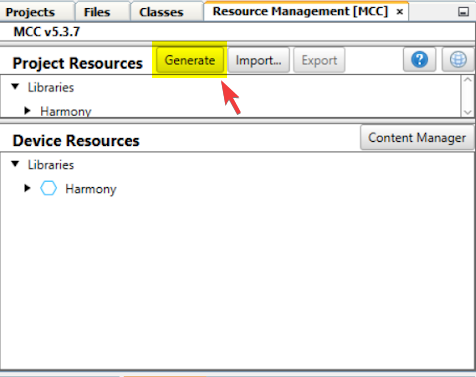 Projects Files Classes Resource Management [MCC] ×
MCC v5.3.7
Project Resources Generate Import... Export ?
Libraries
Harmony
Device Resources Content Manager
Libraries
Harmony